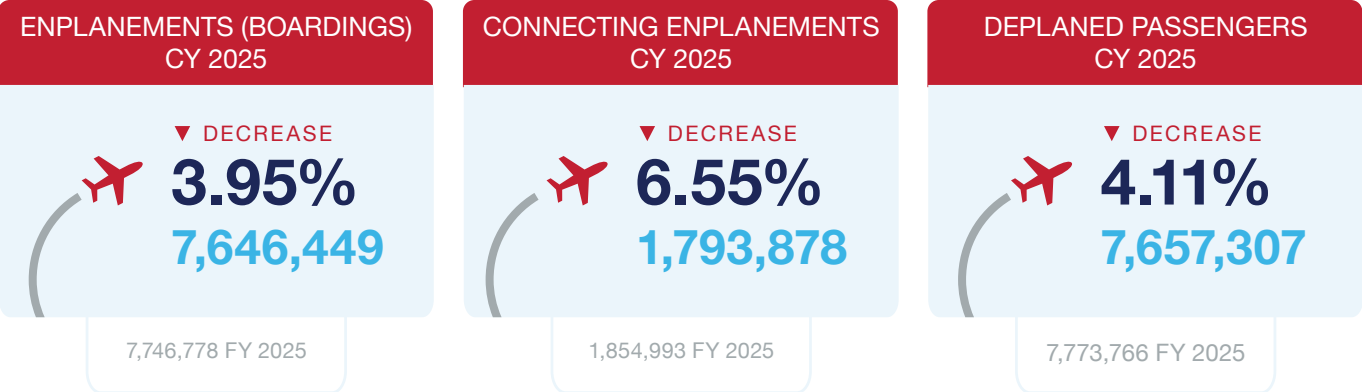 ENPLANEMENTS (BOARDINGS)
CY 2025
▼ DECREASE
3.95%
7,646,449
7,746,778 FY 2025
CONNECTING ENPLANEMENTS
CY 2025
▼ DECREASE
6.55%
1,793,878
1,854,993 FY 2025
DEPLANED PASSENGERS
CY 2025
▼ DECREASE
4.11%
7,657,307
7,773,766 FY 2025